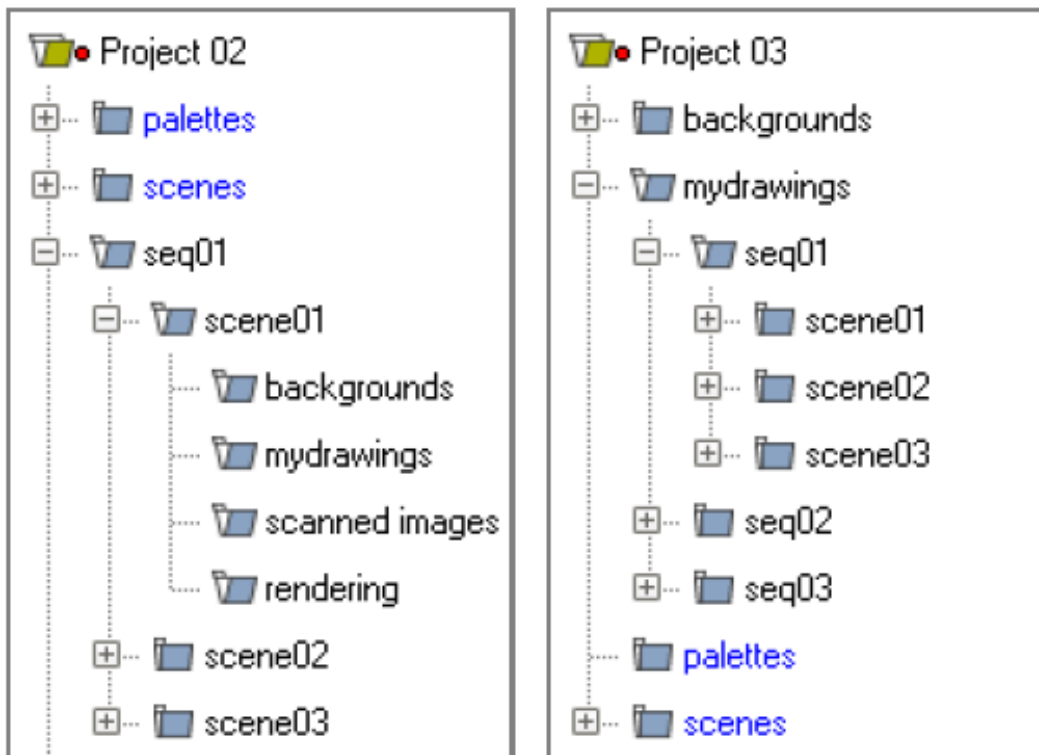 Project 02
palettes
scenes
seq01
scene01
backgrounds
mydrawings
scanned images
rendering
scene02
scene03
Project 03
backgrounds
mydrawings
seq01
scene01
scene02
scene03
seq02
seq03
palettes
scenes